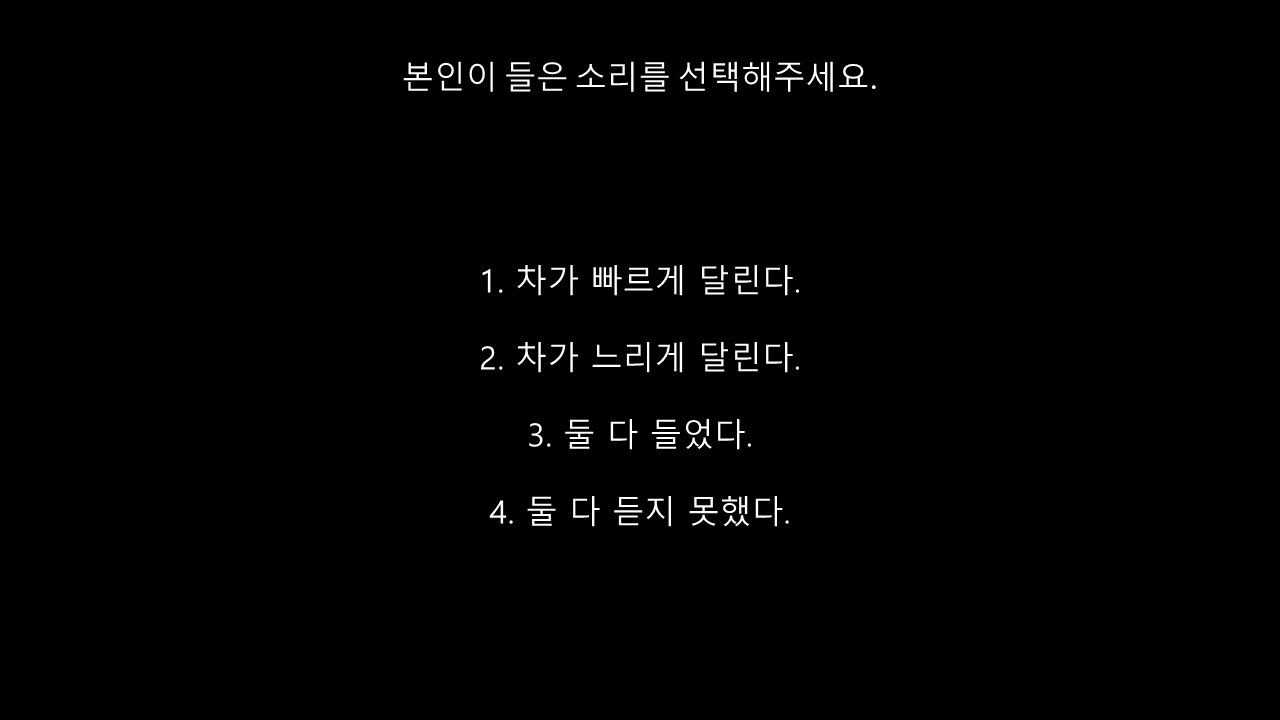 본인이 들은 소리를 선택해주세요.
1. 차가 빠르게 달린다.
2. 차가 느리게 달린다.
3. 둘 다 들었다.
4. 둘 다 듣지 못했다.